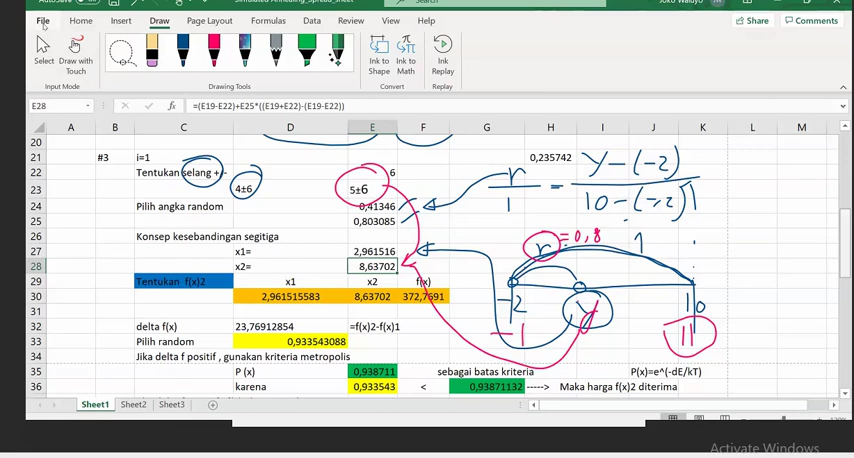 File Home Insert Draw Page Layout Formulas Data Review View Help Share Comments
Select Draw with Touch Ink to Shape Ink to Math Ink Replay
Input Mode Drawing Tools Convert Replay
E28 fx =(E19-E22)+E25*((E19+E22)-(E19-E22))
A B C D E F G H I J K L M
20
21 #3 i=1 0,235742
22 Tentukan selang +/- 6
23 4±6 5±6
24 Pilih angka random 0,41346
25 0,803085
26 Konsep kesebandingan segitiga
27 x1= 2,961516
28 x2= 8,63702
29 Tentukan f(x)2 x1 x2 f(x)
30 2,961515583 8,63702 372,7691
31
32 delta f(x) 23,76912854 =f(x)2-f(x)1
33 Pilih random 0,933543088
34 Jika delta f positif , gunakan kriteria metropolis
35 P (x) 0,938711 sebagai batas kriteria P(x)=e^(-dE/kT)
36 karena 0,933543 < 0,93871132 -----> Maka harga f(x)2 diterima
r y-(-2)
1 = 10-(-2)
r =0,8 1
-2 y 10
-1 11
Sheet1 Sheet2 Sheet3
Activate Windows